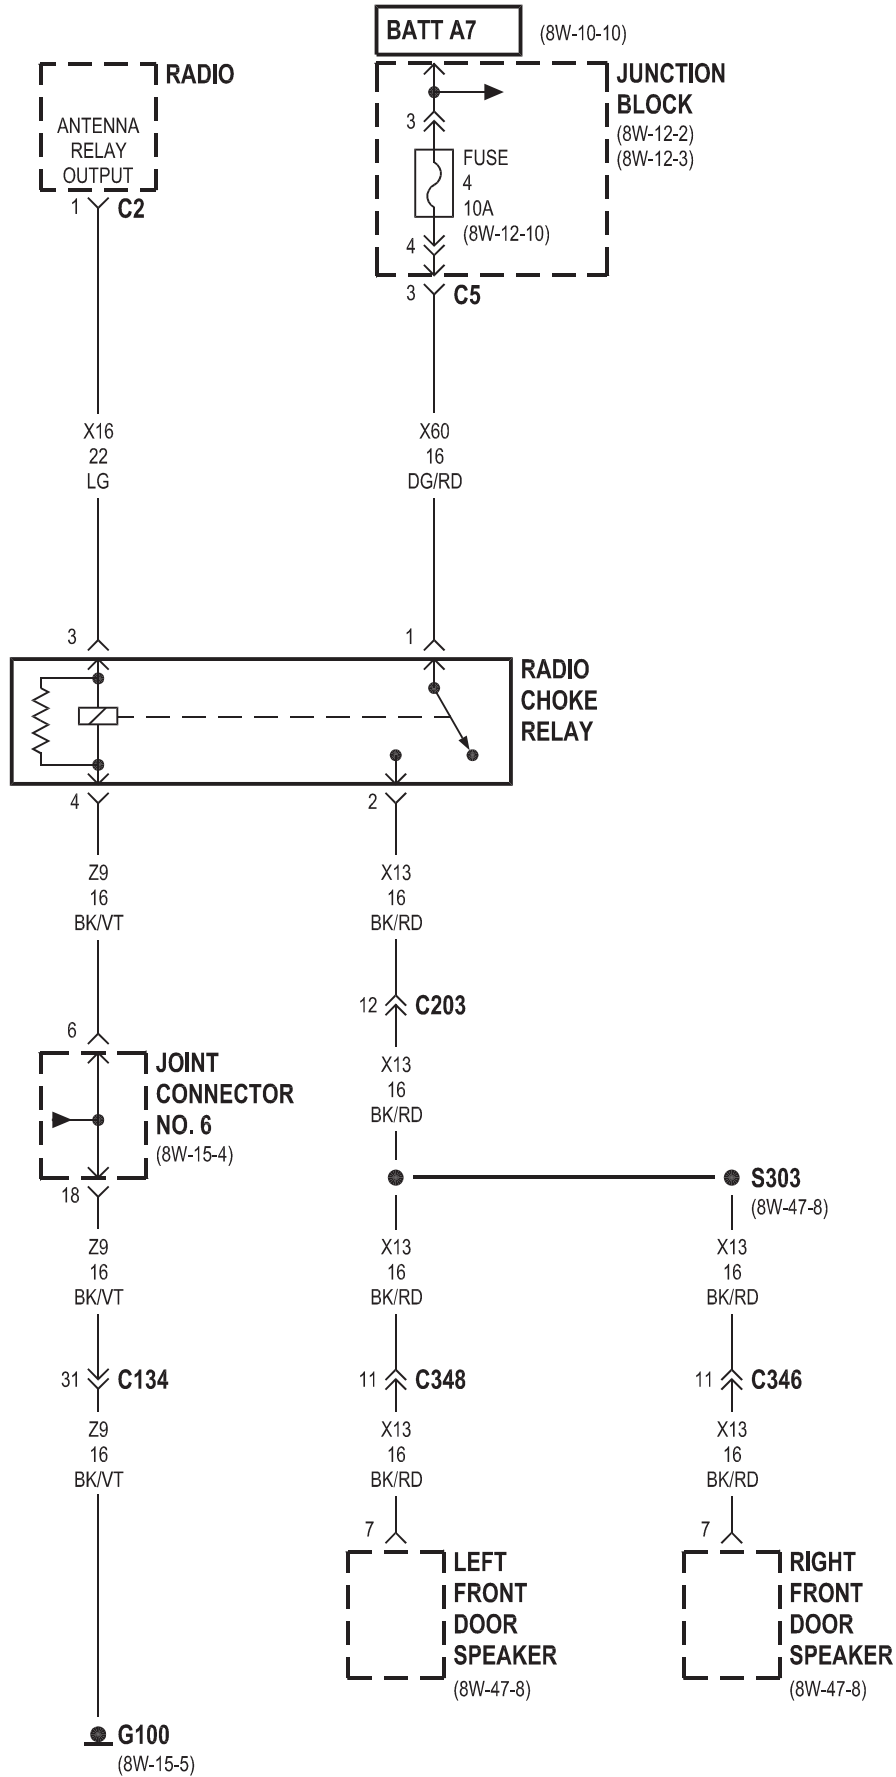 BATT A7
(8W-10-10)
RADIO
ANTENNA
RELAY
OUTPUT
1
C2
JUNCTION
BLOCK
(8W-12-2)
(8W-12-3)
3
FUSE
4
10A
(8W-12-10)
4
3
C5
X16
22
LG
X60
16
DG/RD
3
1
RADIO
CHOKE
RELAY
4
2
Z9
16
BK/VT
X13
16
BK/RD
12
C203
6
JOINT
CONNECTOR
NO. 6
(8W-15-4)
X13
16
BK/RD
18
S303
(8W-47-8)
Z9
16
BK/VT
X13
16
BK/RD
X13
16
BK/RD
31
C134
11
C348
11
C346
Z9
16
BK/VT
X13
16
BK/RD
X13
16
BK/RD
7
LEFT
FRONT
DOOR
SPEAKER
(8W-47-8)
7
RIGHT
FRONT
DOOR
SPEAKER
(8W-47-8)
G100
(8W-15-5)